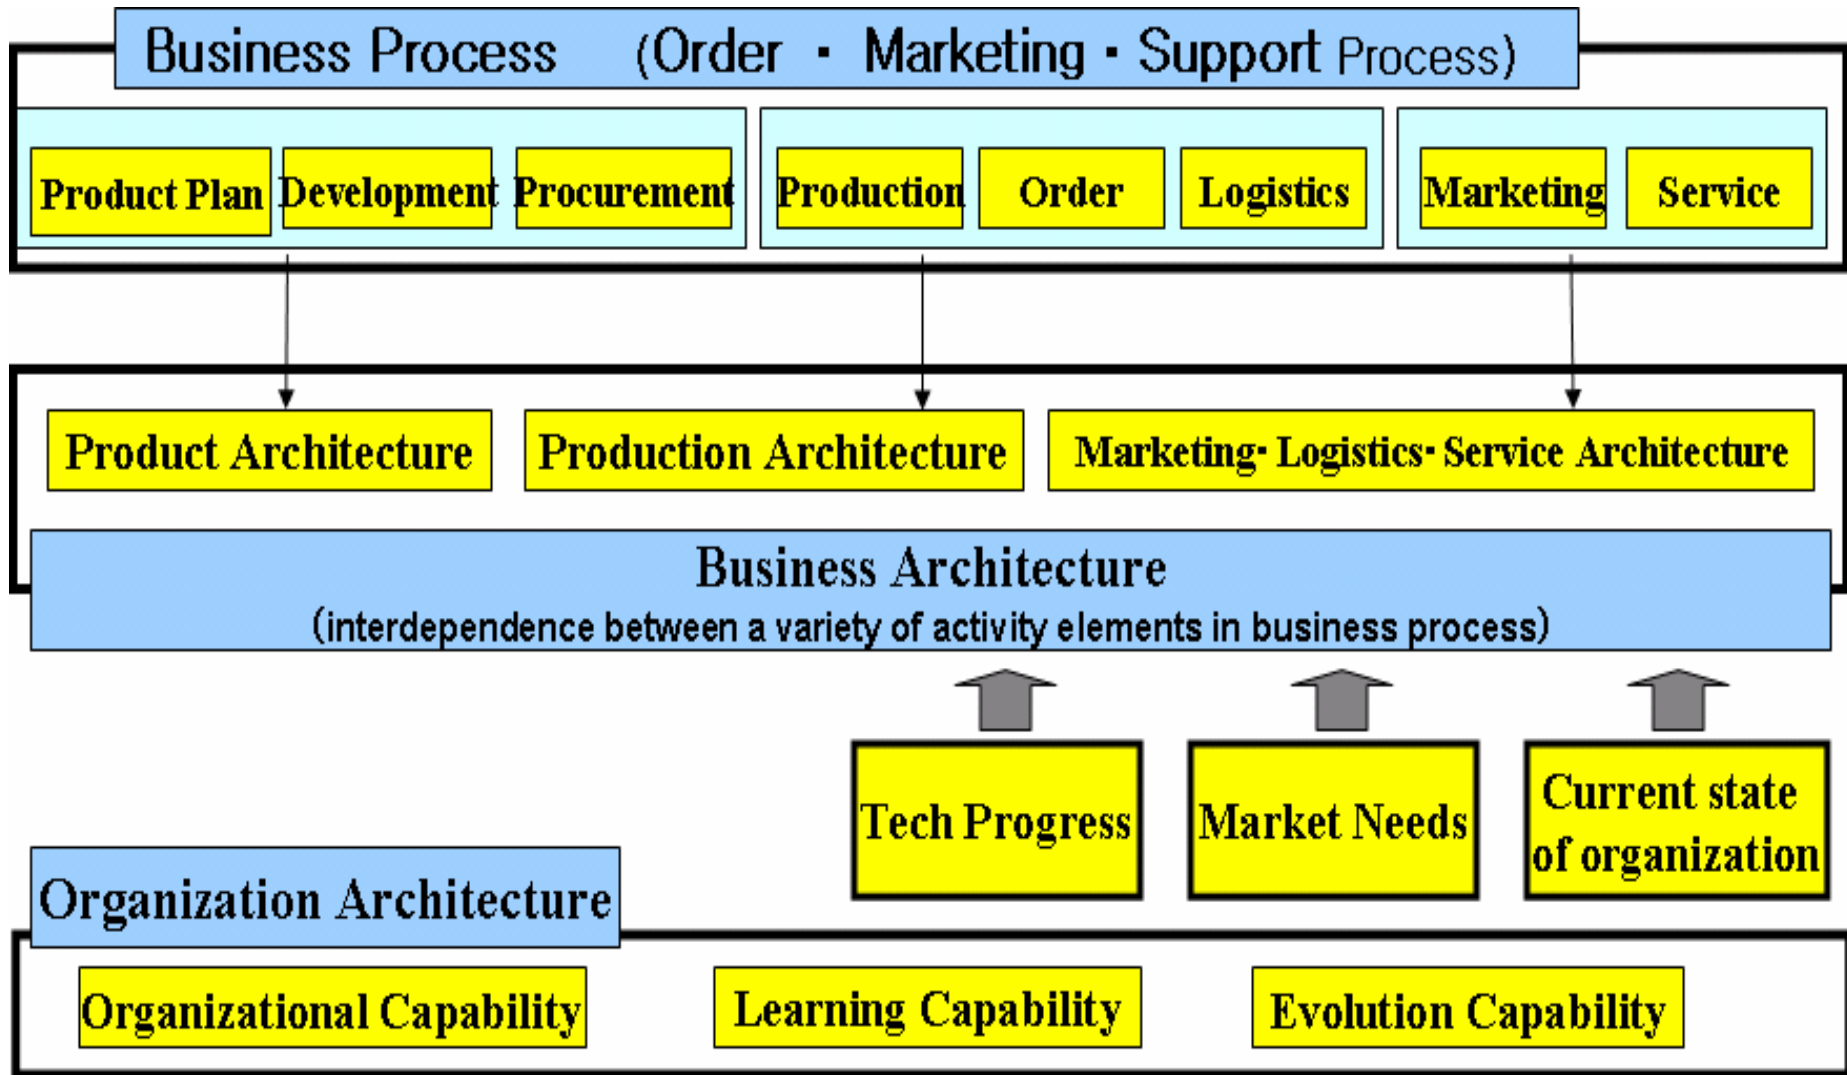 Business Process (Order・Marketing・Support Process)
Product Plan
Development
Procurement
Production
Order
Logistics
Marketing
Service
Product Architecture
Production Architecture
Marketing・Logistics・Service Architecture
Business Architecture
(interdependence between a variety of activity elements in business process)
Tech Progress
Market Needs
Current state
of organization
Organization Architecture
Organizational Capability
Learning Capability
Evolution Capability